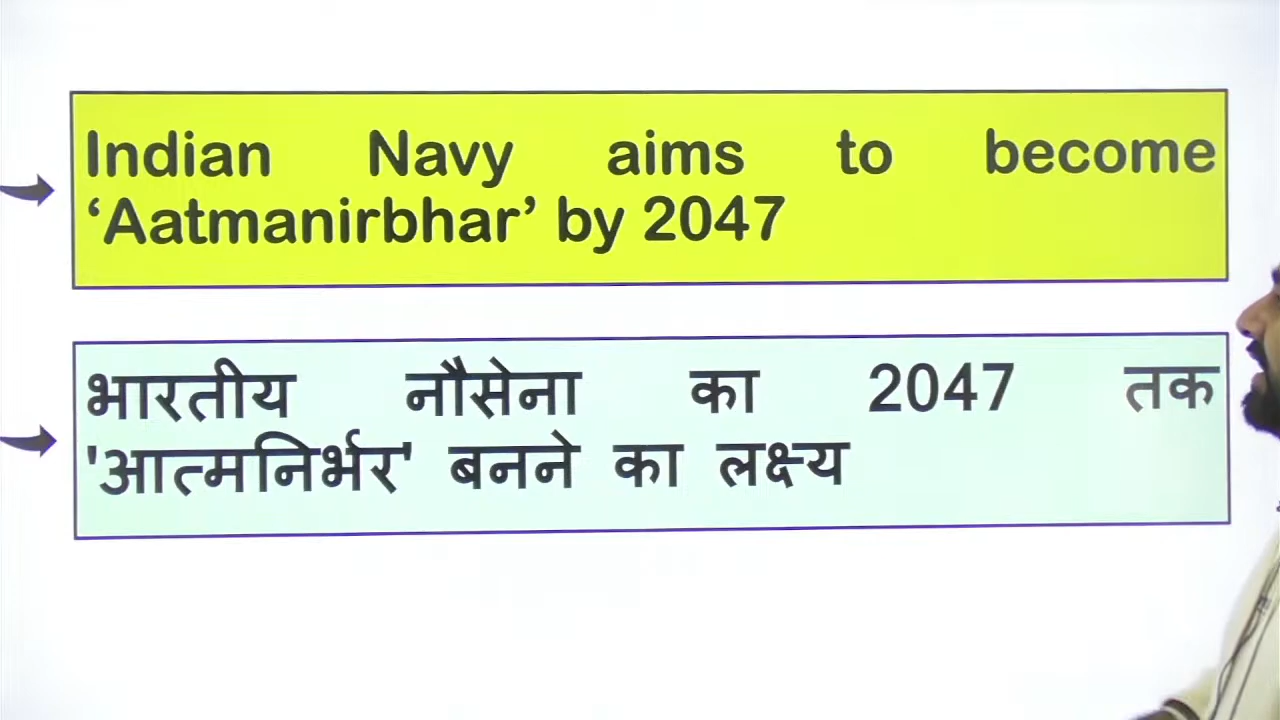 Indian Navy aims to become
‘Aatmanirbhar’ by 2047
भारतीय नौसेना का 2047 तक
'आत्मनिर्भर' बनने का लक्ष्य